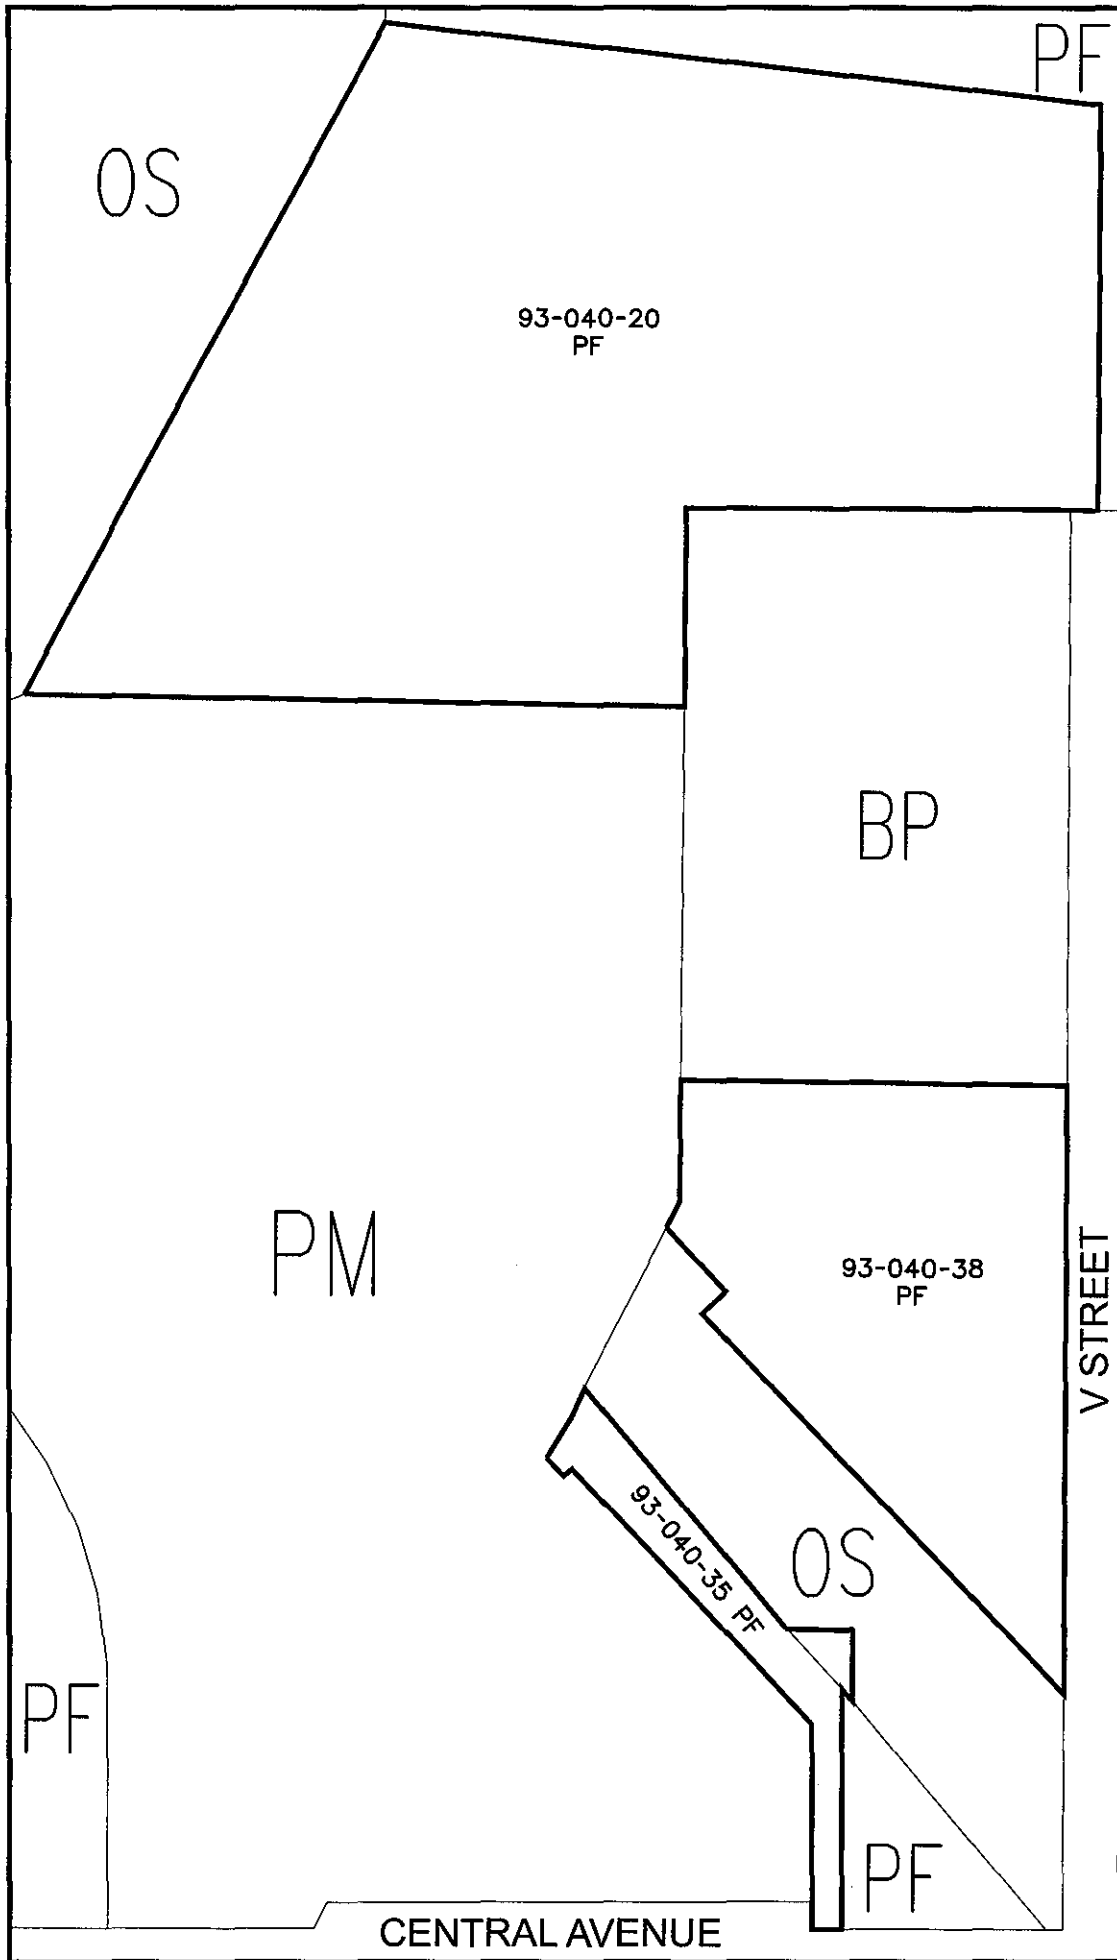 PF
OS
93-040-20
PF
BP
PM
93-040-38
PF
V STREET
93-040-35 PF
OS
PF
PF
CENTRAL AVENUE